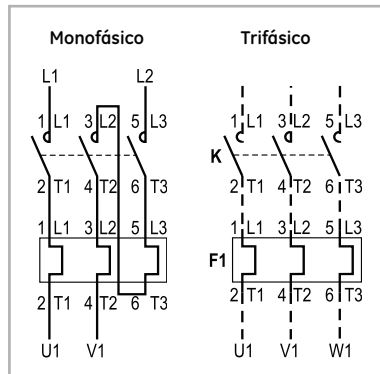 Monofásico Trifásico
L1 L2
1 L1 3 L2 5 L3 1 L1 3 L2 5 L3
K
2 T1 4 T2 6 T3 2 T1 4 T2 6 T3
1 L1 3 L2 5 L3 1 L1 3 L2 5 L3
F1
2 T1 4 T2 6 T3 2 T1 4 T2 6 T3
U1 V1 U1 V1 W1